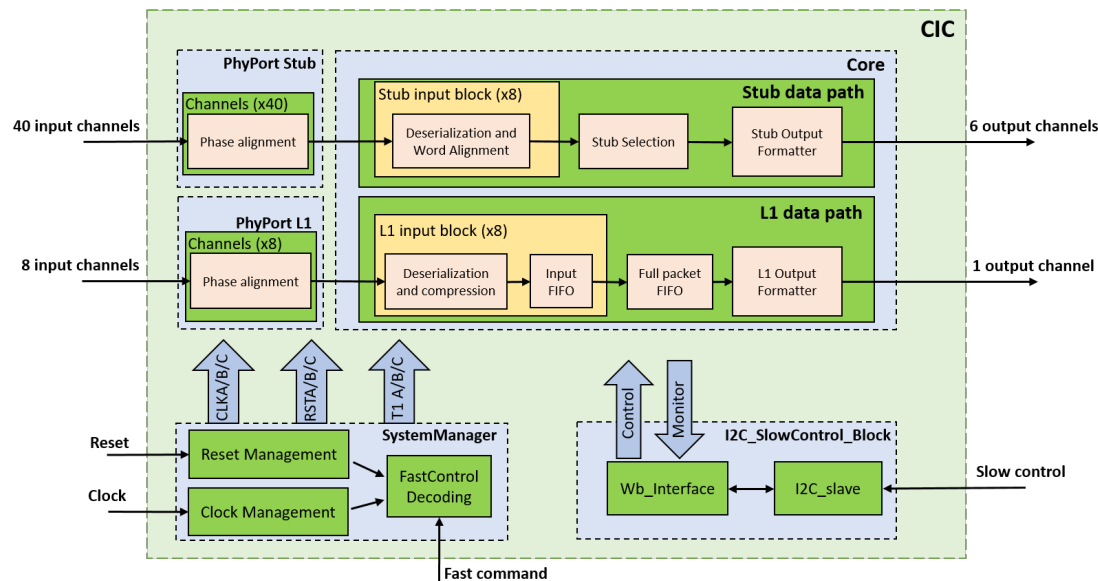 CIC
PhyPort Stub
Core
Channels (x40)
Phase alignment
40 input channels
Stub data path
Stub input block (x8)
Deserialization and
Word Alignment
Stub Selection
Stub Output
Formatter
6 output channels
PhyPort L1
Channels (x8)
Phase alignment
8 input channels
L1 data path
L1 input block (x8)
Deserialization
and compression
Input
FIFO
Full packet
FIFO
L1 Output
Formatter
1 output channel
CLKA/B/C
RSTA/B/C
T1 A/B/C
Control
Monitor
SystemManager
Reset
Reset Management
Clock
Clock Management
FastControl
Decoding
Fast command
I2C_SlowControl_Block
Wb_Interface
I2C_slave
Slow control